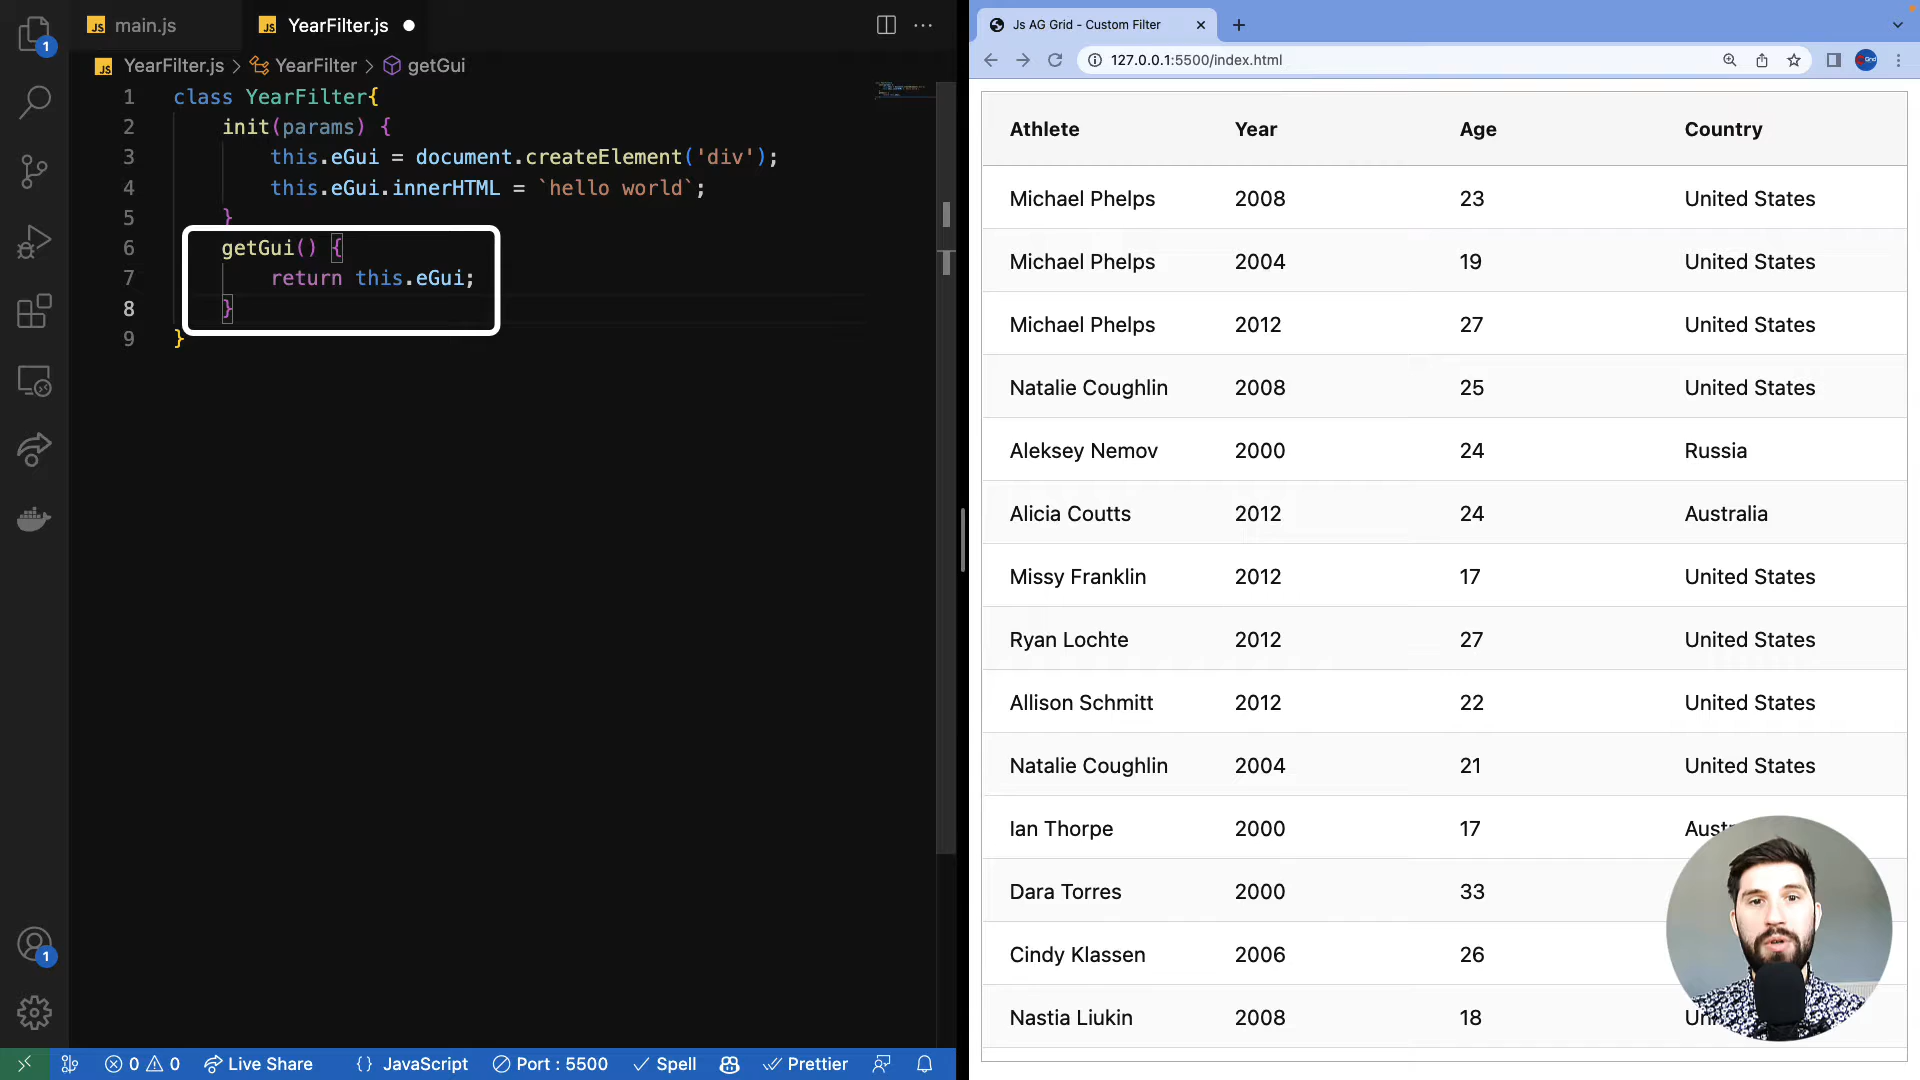 main.js
YearFilter.js
YearFilter.js > YearFilter > getGui
1 class YearFilter{
2 init(params) {
3 this.eGui = document.createElement('div');
4 this.eGui.innerHTML = `hello world`;
5 }
6 getGui() {
7 return this.eGui;
8 }
9 }
1
1
0 0 Live Share {} JavaScript Port : 5500 Spell Prettier
Js AG Grid - Custom Filter
127.0.0.1:5500/index.html
Athlete Year Age Country
Michael Phelps 2008 23 United States
Michael Phelps 2004 19 United States
Michael Phelps 2012 27 United States
Natalie Coughlin 2008 25 United States
Aleksey Nemov 2000 24 Russia
Alicia Coutts 2012 24 Australia
Missy Franklin 2012 17 United States
Ryan Lochte 2012 27 United States
Allison Schmitt 2012 22 United States
Natalie Coughlin 2004 21 United States
Ian Thorpe 2000 17
Dara Torres 2000 33
Cindy Klassen 2006 26
Nastia Liukin 2008 18